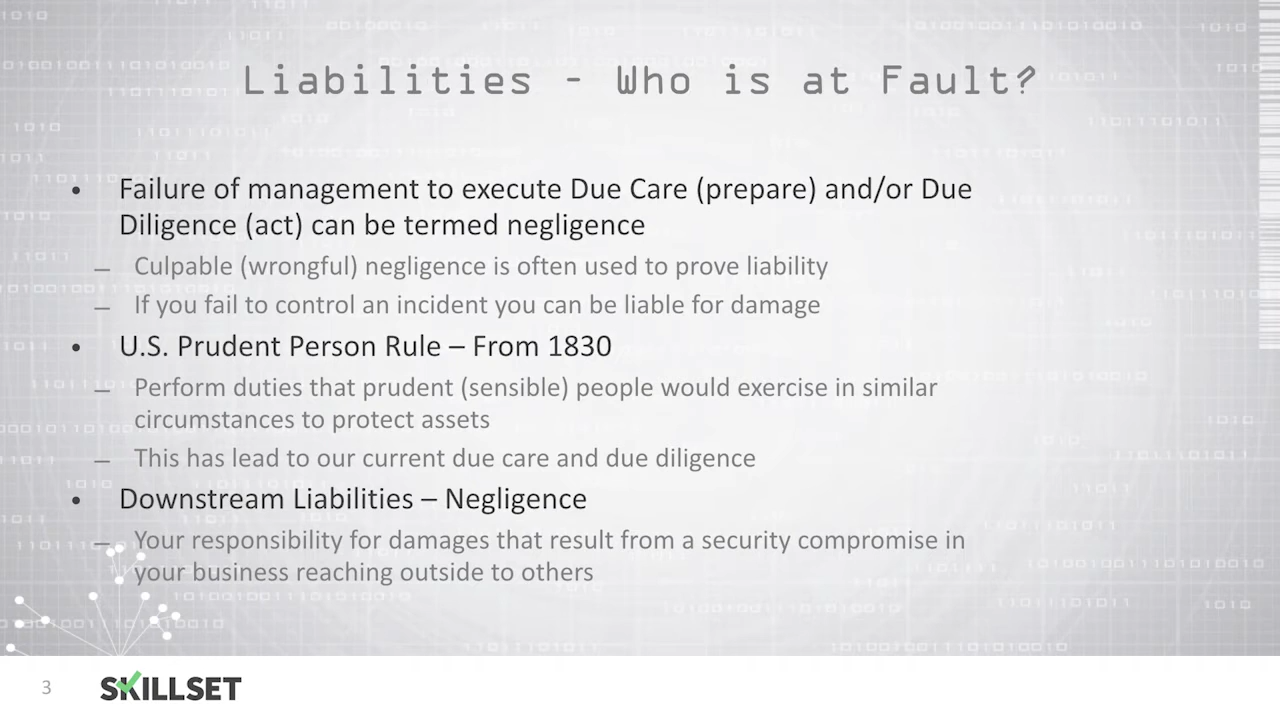 Liabilities - Who is at Fault?
• Failure of management to execute Due Care (prepare) and/or Due
Diligence (act) can be termed negligence
– Culpable (wrongful) negligence is often used to prove liability
– If you fail to control an incident you can be liable for damage
• U.S. Prudent Person Rule – From 1830
– Perform duties that prudent (sensible) people would exercise in similar
circumstances to protect assets
– This has lead to our current due care and due diligence
• Downstream Liabilities – Negligence
– Your responsibility for damages that result from a security compromise in
your business reaching outside to others
3
SKILLSET